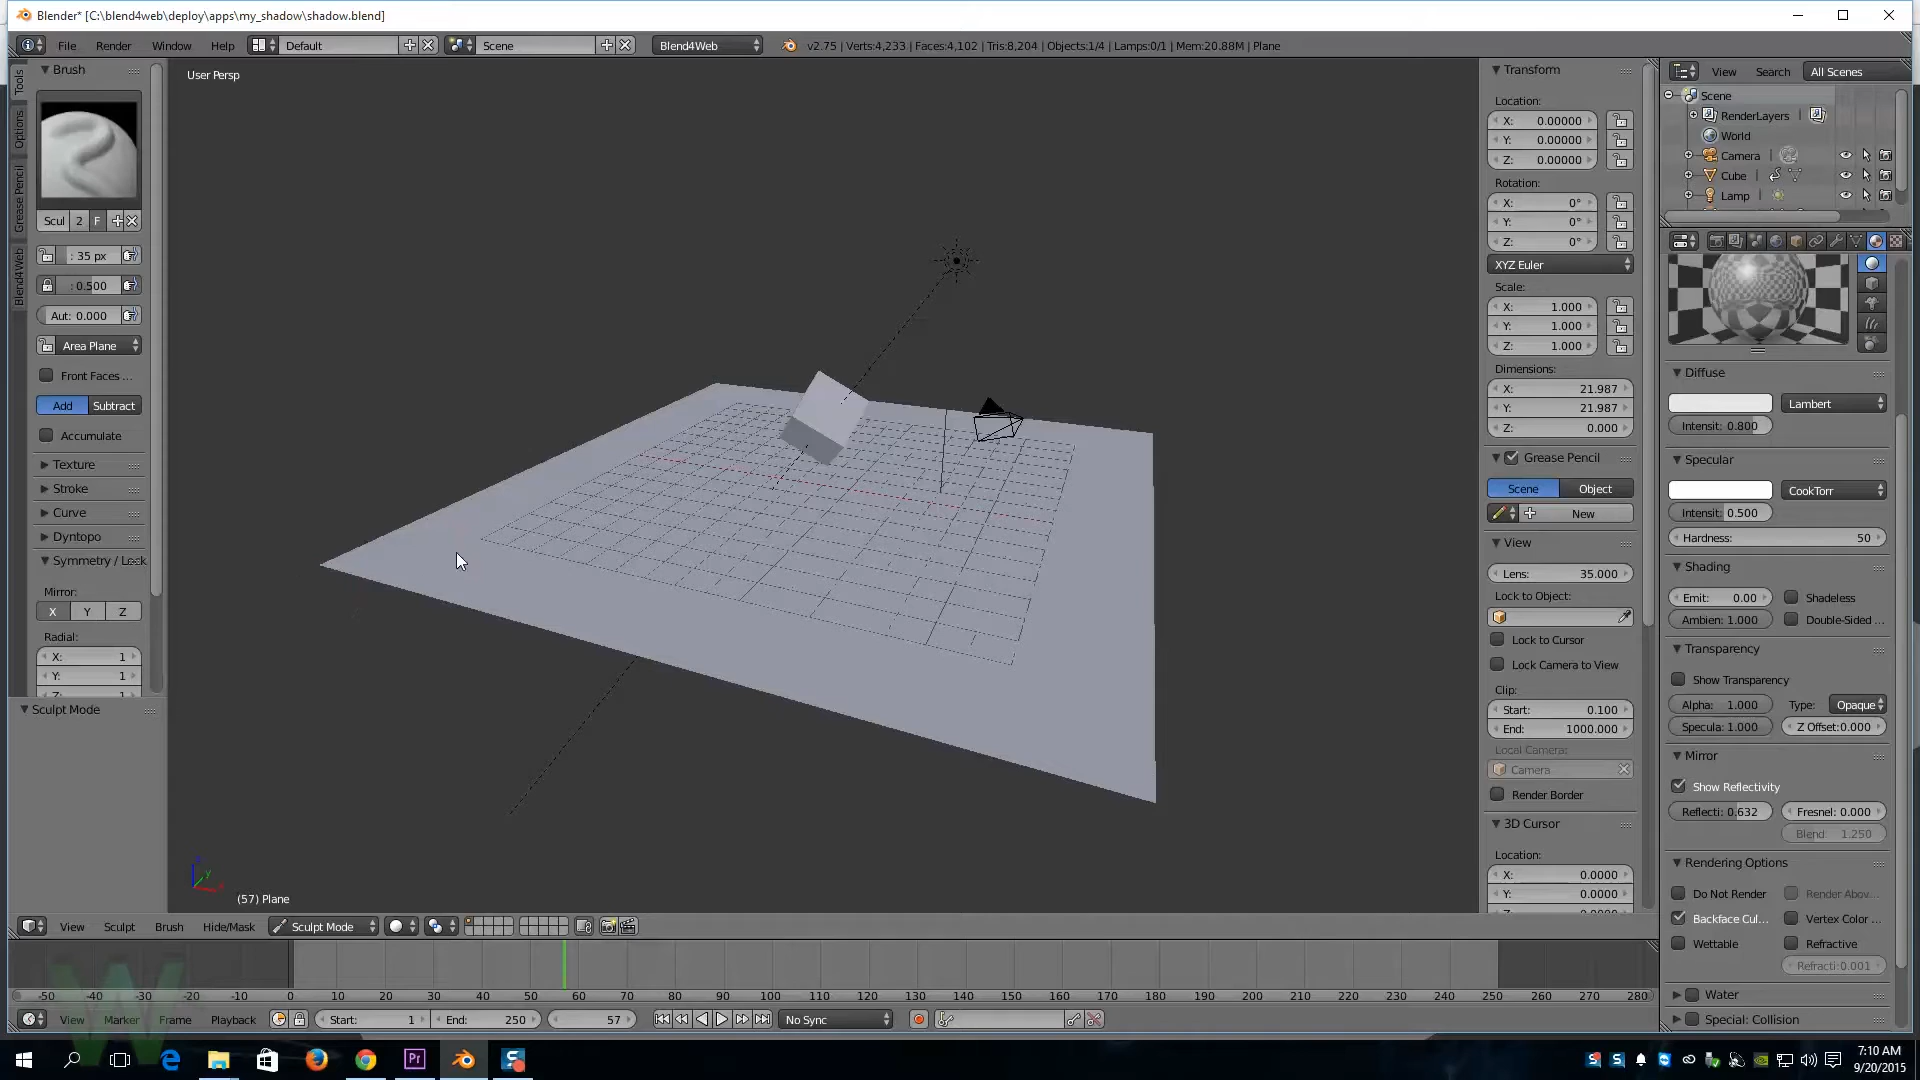 Blender* [C:\blend4web\deploy\apps\my_shadow\shadow.blend]
File Render Window Help Default Scene Blend4Web v2.75 | Verts:4,233 | Faces:4,102 | Tris:8,204 | Objects:1/4 | Lamps:0/1 | Mem:20.88M | Plane
Tools
Options
Grease Pencil
Blend4Web
Brush
Scul 2 F
: 35 px
: 0.500
Aut: 0.000
Area Plane
Front Faces ...
Add Subtract
Accumulate
Texture
Stroke
Curve
Dyntopo
Symmetry / Lock
Mirror:
X Y Z
Radial:
X: 1
Y: 1
Z: 1
Sculpt Mode
User Persp
(57) Plane
Transform
Location:
X: 0.00000
Y: 0.00000
Z: 0.00000
Rotation:
X: 0°
Y: 0°
Z: 0°
XYZ Euler
Scale:
X: 1.000
Y: 1.000
Z: 1.000
Dimensions:
X: 21.987
Y: 21.987
Z: 0.000
Grease Pencil
Scene Object
New
View
Lens: 35.000
Lock to Object:
Lock to Cursor
Lock Camera to View
Clip:
Start: 0.100
End: 1000.000
Local Camera:
Camera
Render Border
3D Cursor
Location:
X: 0.0000
Y: 0.0000
View Search All Scenes
Scene
RenderLayers
World
Camera
Cube
Lamp
Diffuse
Lambert
Intensit: 0.800
Specular
CookTorr
Intensit: 0.500
Hardness: 50
Shading
Emit: 0.00 Shadeless
Ambien: 1.000 Double-Sided ...
Transparency
Show Transparency
Alpha: 1.000 Type: Opaque
Specula: 1.000 Z Offset:0.000
Mirror
Show Reflectivity
Reflecti: 0.632 Fresnel: 0.000
Blend: 1.250
Rendering Options
Do Not Render Render Abov...
Backface Cul... Vertex Color ...
Wettable Refractive
Refracti:0.001
Water
Special: Collision
View Sculpt Brush Hide/Mask Sculpt Mode
-50 -40 -30 -20 -10 0 10 20 30 40 50 60 70 80 90 100 110 120 130 140 150 160 170 180 190 200 210 220 230 240 250 260 270 280
View Marker Frame Playback Start: 1 End: 250 57 No Sync
7:10 AM
9/20/2015